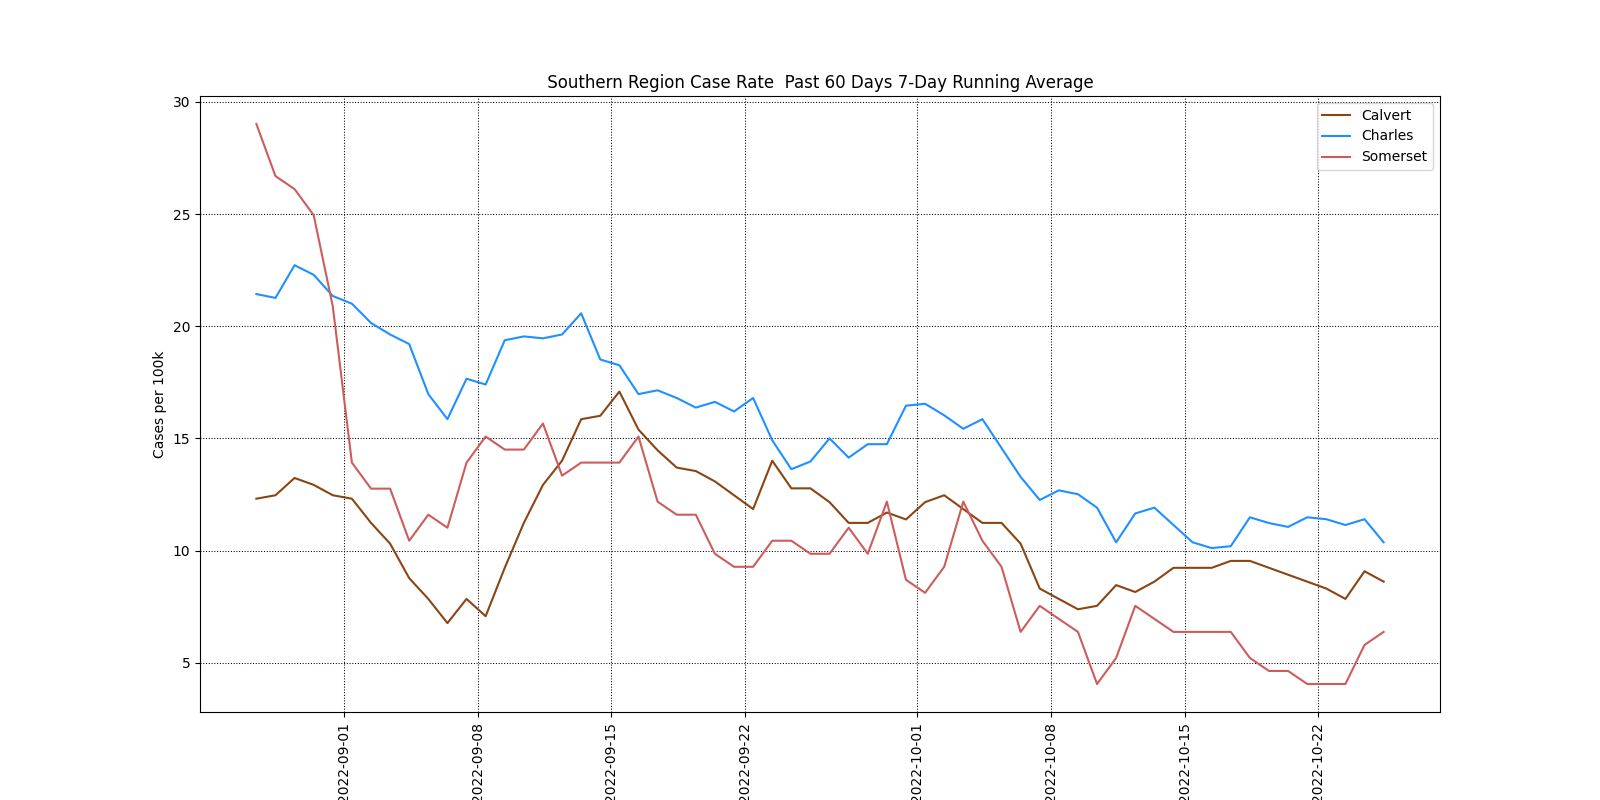 Southern Region Case Rate  Past 60 Days 7-Day Running Average
30
25
20
15
10
5
Cases per 100k
Calvert
Charles
Somerset
2022-09-01
2022-09-08
2022-09-15
2022-09-22
2022-10-01
2022-10-08
2022-10-15
2022-10-22